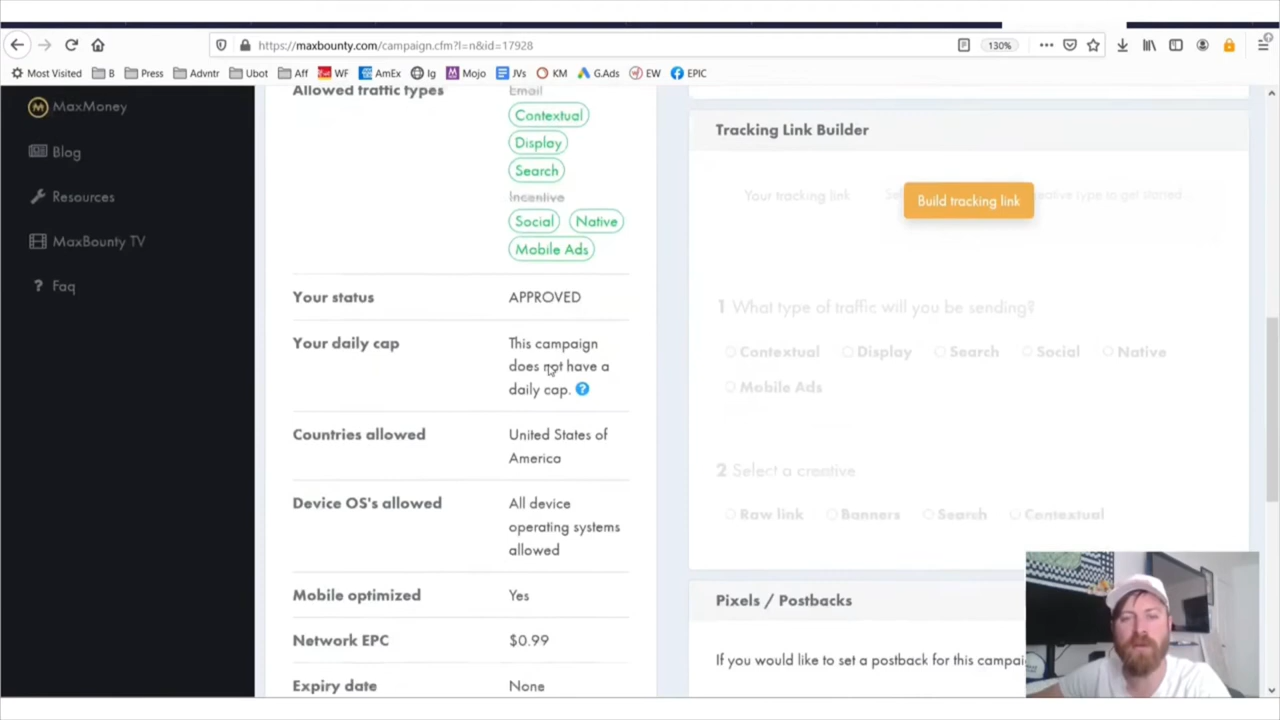 https://maxbounty.com/campaign.cfm?l=n&id=17928
130%
Most Visited B Press Advntr Ubot Aff WF AmEx Ig Mojo JVs KM G.Ads EW EPIC
MaxMoney
Blog
Resources
MaxBounty TV
Faq
Allowed traffic types
Email
Contextual
Display
Search
Incentive
Social Native
Mobile Ads
Your status APPROVED
Your daily cap This campaign
does not have a
daily cap. ?
Countries allowed United States of
America
Device OS's allowed All device
operating systems
allowed
Mobile optimized Yes
Network EPC $0.99
Expiry date None
Tracking Link Builder
Your tracking link
Build tracking link
eative type to get started...
1 What type of traffic will you be sending?
Contextual Display Search Social Native
Mobile Ads
2 Select a creative
Raw link Banners Search Contextual
Pixels / Postbacks
If you would like to set a postback for this campai